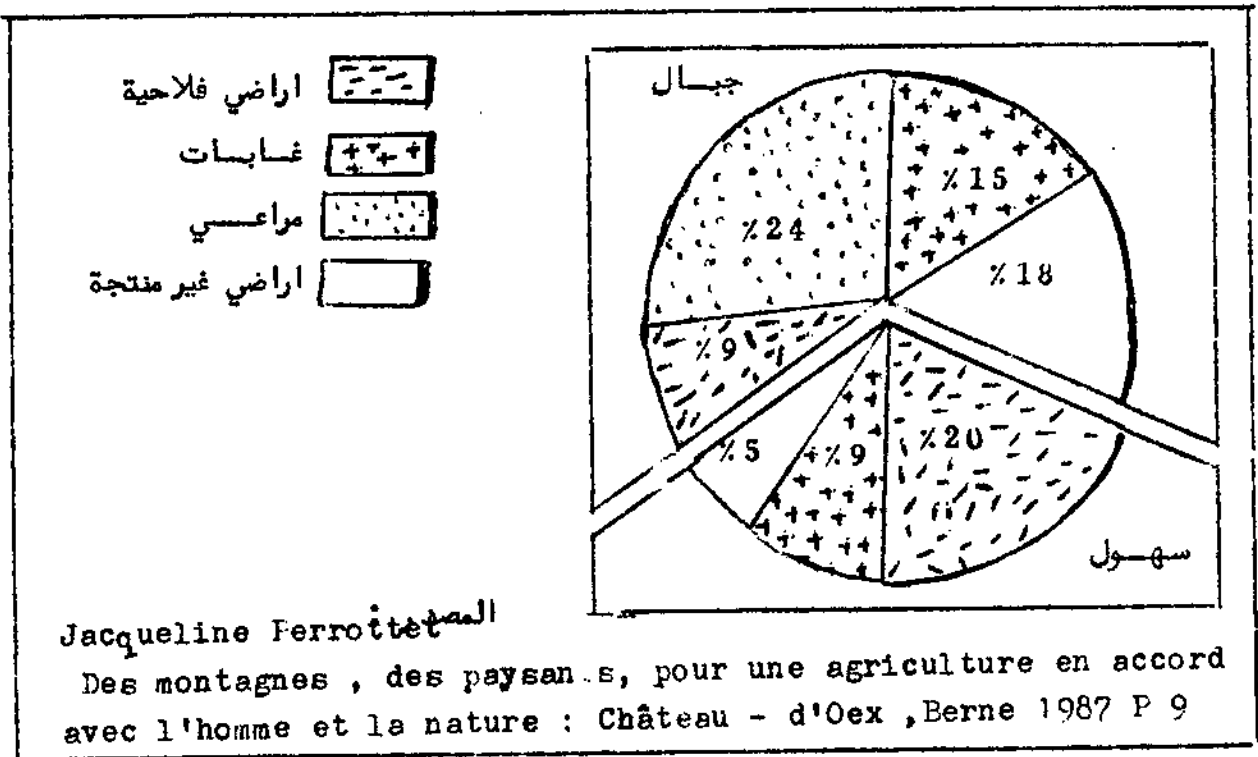 اراضي فلاحية
غابات
مراعي
اراضي غير منتجة
جبال
٪15
٪24
٪18
٪9
٪5
٪9
٪20
سهول
المصدر:
Jacqueline Perrottet
Des montagnes , des paysan.s, pour une agriculture en accord
avec l'homme et la nature : Château - d'Oex ,Berne 1987 P 9